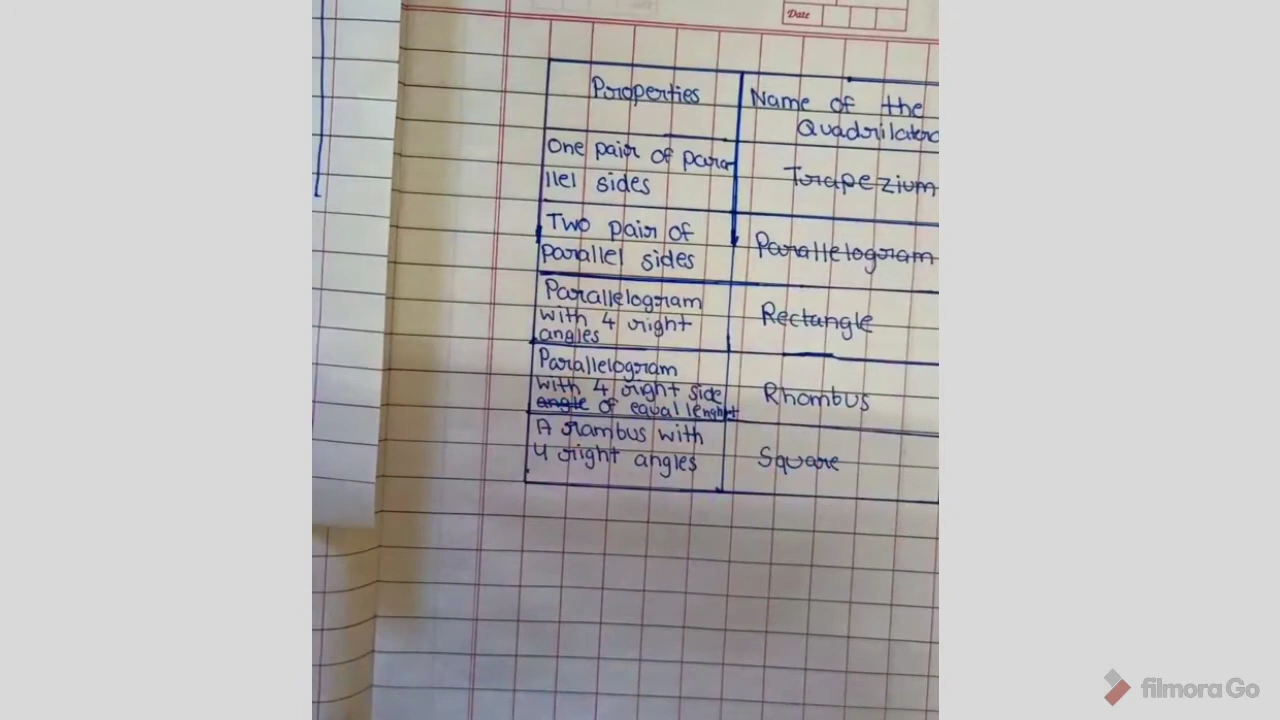 Date
Properties
Name of the
Quadrilatera
One pair of para
llel sides
Trapezium
Two pair of
parallel sides
Parallelogram
Parallelogram
with 4 right
angles
Rectangle
Parallelogram
with 4 right side
angle of equal lenght
Rhombus
A rambus with
4 right angles
Square
filmora Go